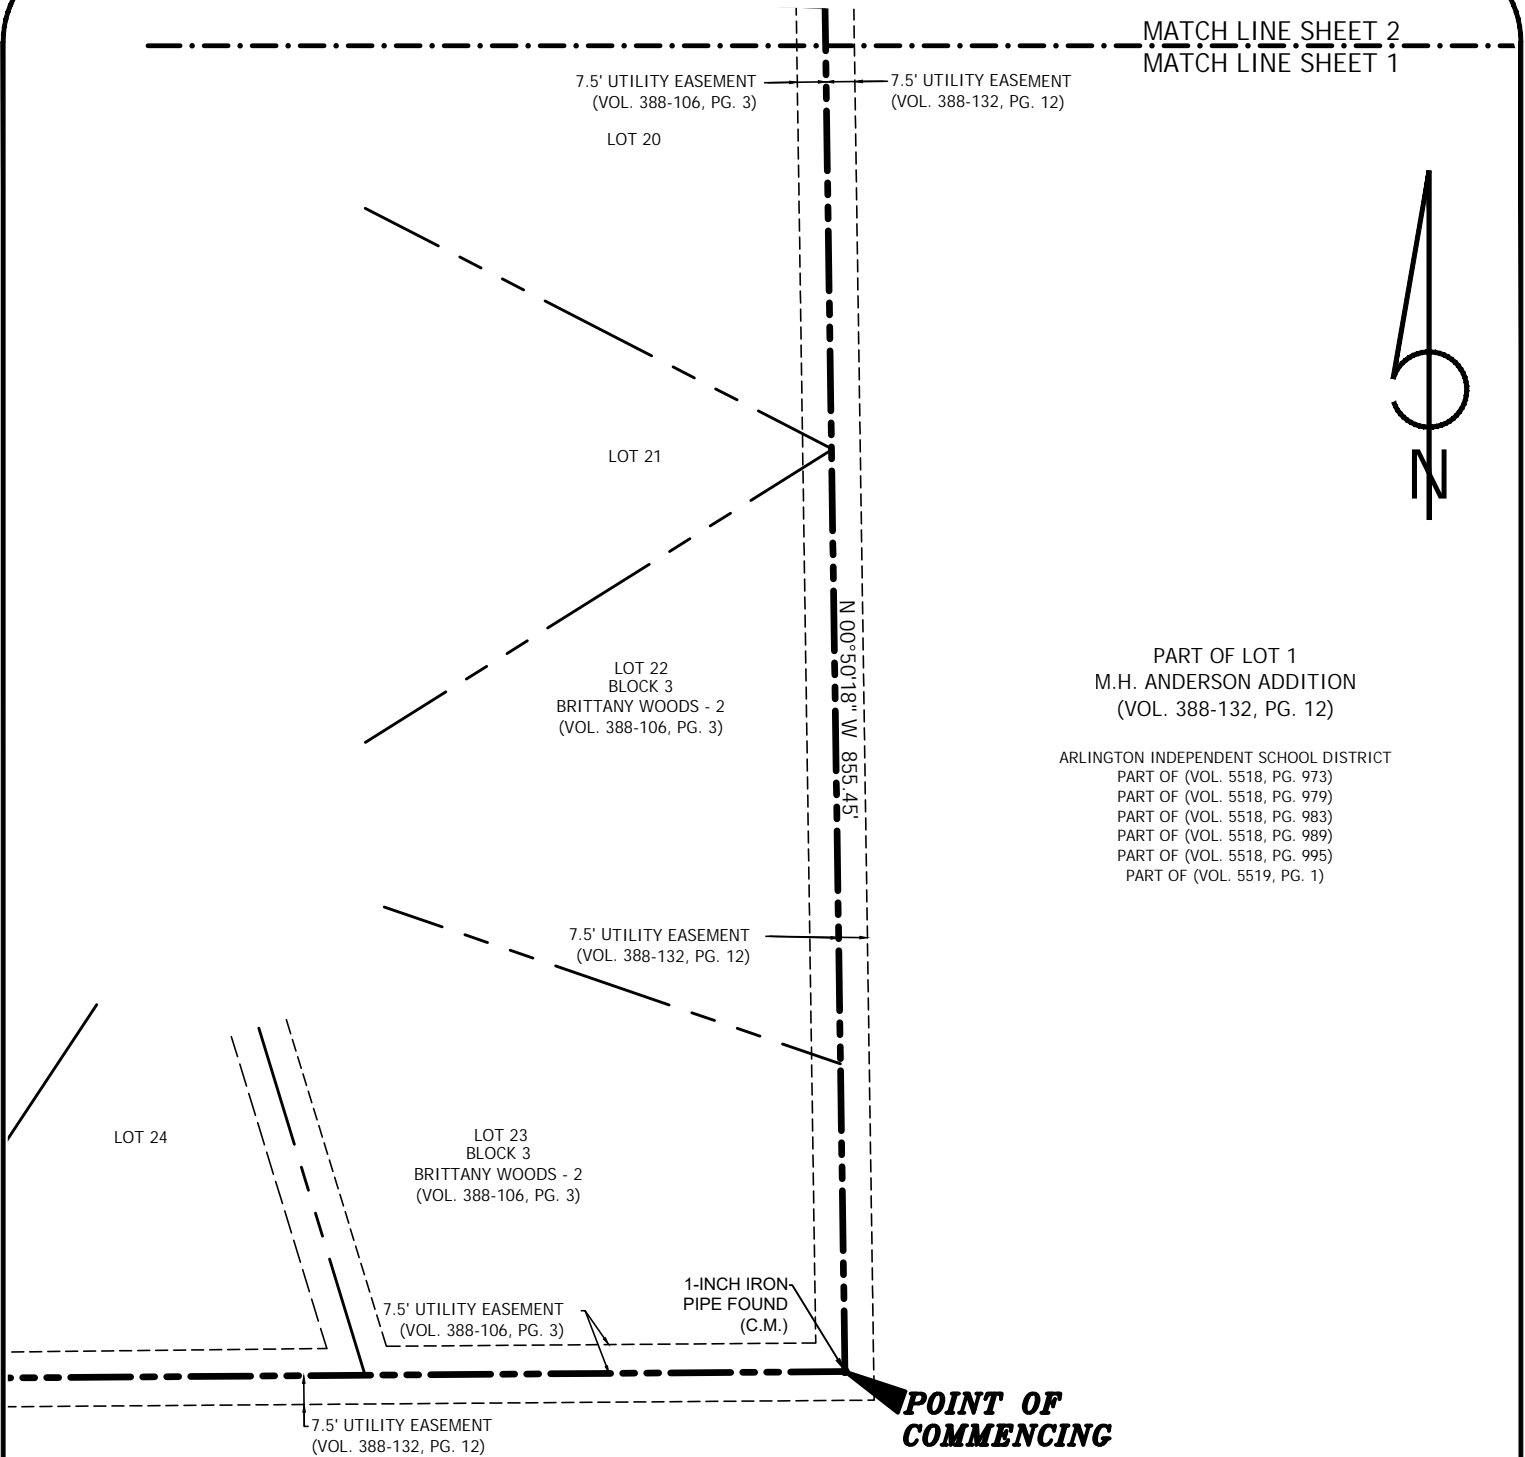 MATCH LINE SHEET 2
MATCH LINE SHEET 1
7.5' UTILITY EASEMENT
(VOL. 388-106, PG. 3)
7.5' UTILITY EASEMENT
(VOL. 388-132, PG. 12)
LOT 20
N
LOT 21
N 00°50'18" W 855.45'
LOT 22
BLOCK 3
BRITTANY WOODS - 2
(VOL. 388-106, PG. 3)
PART OF LOT 1
M.H. ANDERSON ADDITION
(VOL. 388-132, PG. 12)
ARLINGTON INDEPENDENT SCHOOL DISTRICT
PART OF (VOL. 5518, PG. 973)
PART OF (VOL. 5518, PG. 979)
PART OF (VOL. 5518, PG. 983)
PART OF (VOL. 5518, PG. 989)
PART OF (VOL. 5518, PG. 995)
PART OF (VOL. 5519, PG. 1)
7.5' UTILITY EASEMENT
(VOL. 388-132, PG. 12)
LOT 24
LOT 23
BLOCK 3
BRITTANY WOODS - 2
(VOL. 388-106, PG. 3)
1-INCH IRON
PIPE FOUND
(C.M.)
7.5' UTILITY EASEMENT
(VOL. 388-106, PG. 3)
POINT OF
COMMENCING
7.5' UTILITY EASEMENT
(VOL. 388-132, PG. 12)